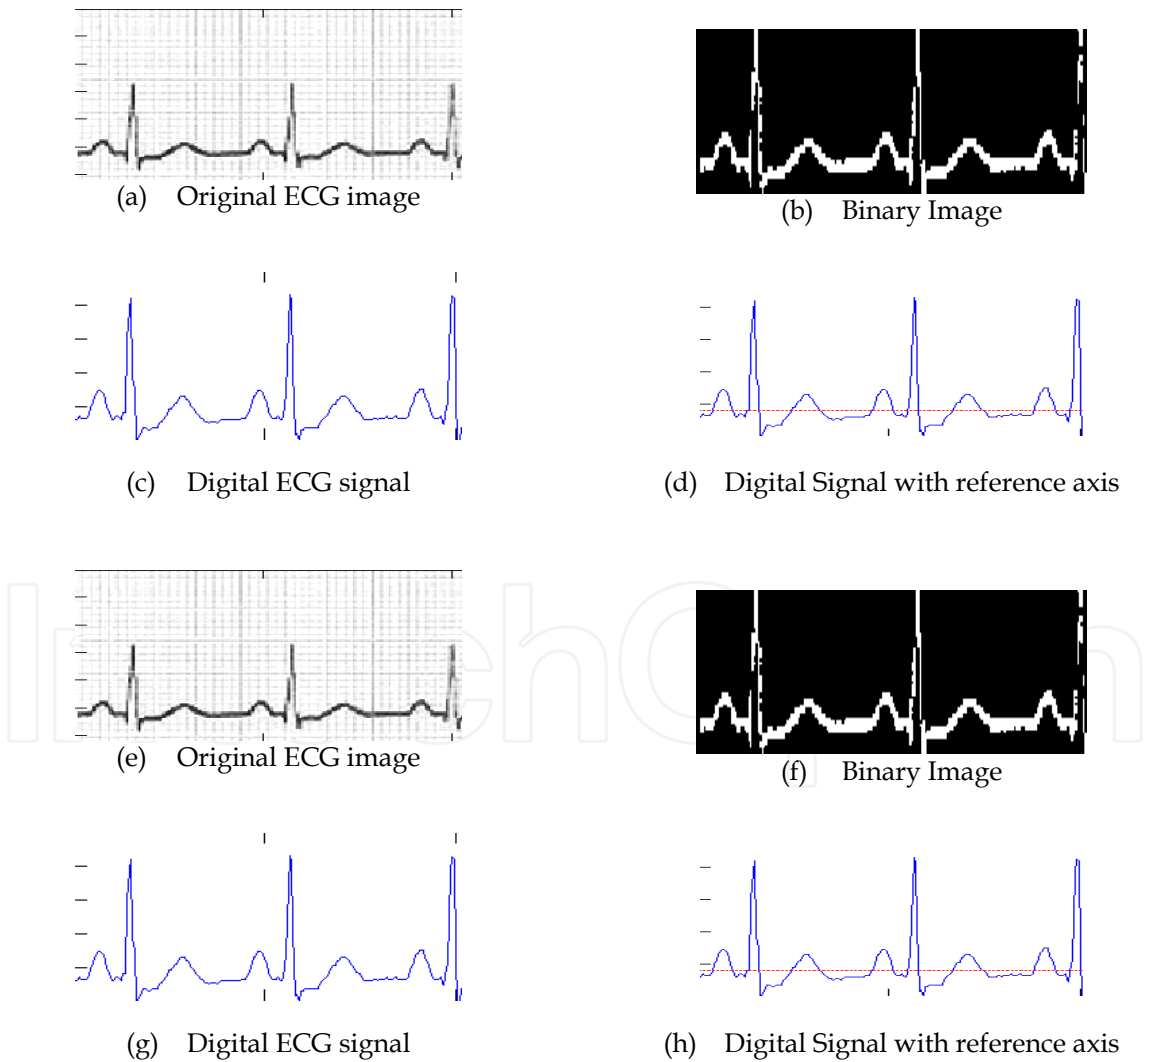 (a) Original ECG image
(b) Binary Image
(c) Digital ECG signal
(d) Digital Signal with reference axis
(e) Original ECG image
(f) Binary Image
(g) Digital ECG signal
(h) Digital Signal with reference axis